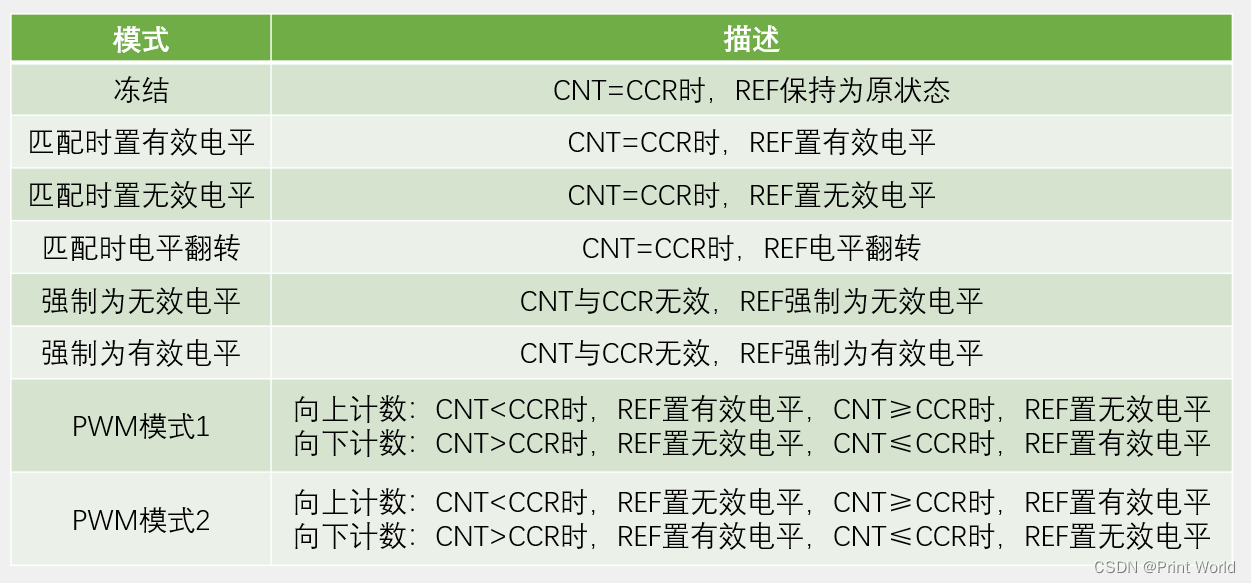 模式 描述
冻结 CNT=CCR时，REF保持为原状态
匹配时置有效电平 CNT=CCR时，REF置有效电平
匹配时置无效电平 CNT=CCR时，REF置无效电平
匹配时电平翻转 CNT=CCR时，REF电平翻转
强制为无效电平 CNT与CCR无效，REF强制为无效电平
强制为有效电平 CNT与CCR无效，REF强制为有效电平
PWM模式1
向上计数：CNT<CCR时，REF置有效电平，CNT≥CCR时，REF置无效电平
向下计数：CNT>CCR时，REF置无效电平，CNT≤CCR时，REF置有效电平
PWM模式2
向上计数：CNT<CCR时，REF置无效电平，CNT≥CCR时，REF置有效电平
向下计数：CNT>CCR时，REF置有效电平，CNT≤CCR时，REF置无效电平
CSDN @Print World